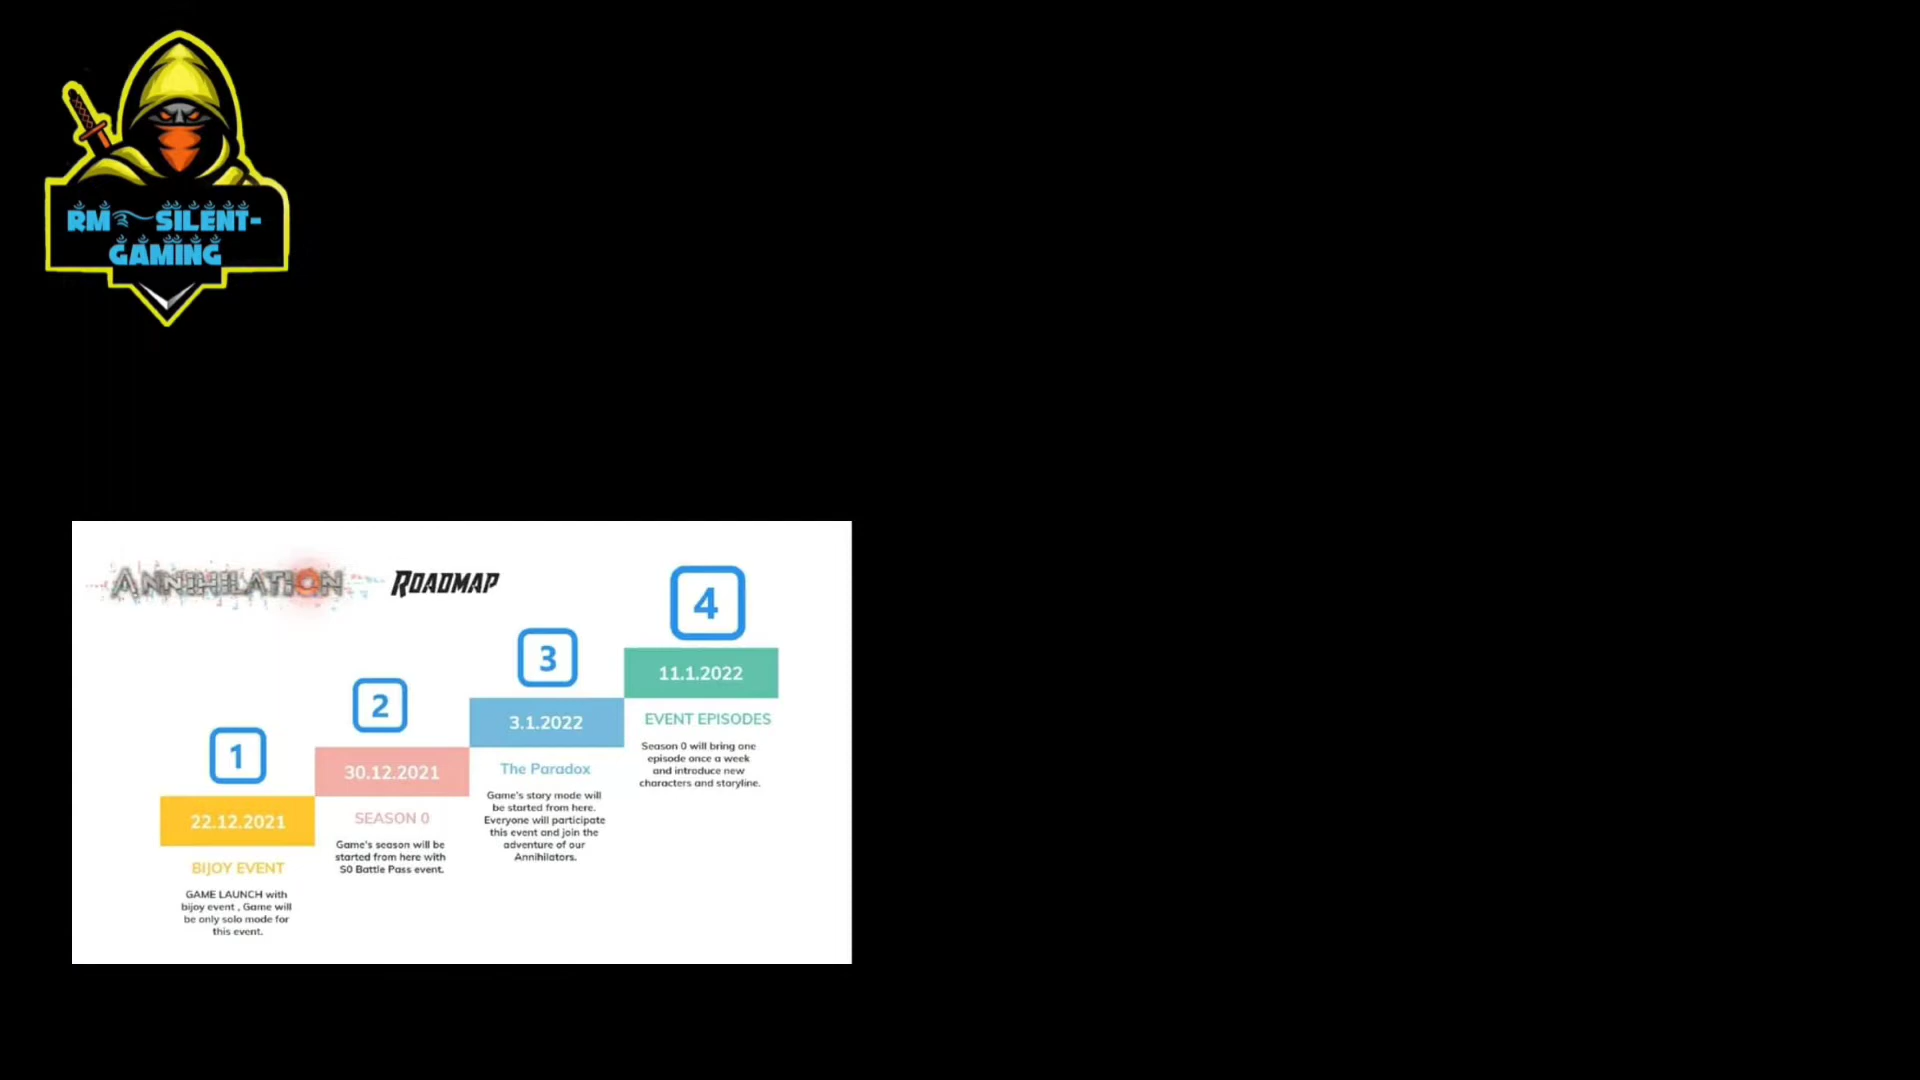 RM SILENT-
GAMING
ANNIHILATION ROADMAP
1
22.12.2021
BIJOY EVENT
GAME LAUNCH with
bijoy event , Game will
be only solo mode for
this event.
2
30.12.2021
SEASON 0
Game's season will be
started from here with
S0 Battle Pass event.
3
3.1.2022
The Paradox
Game's story mode will
be started from here.
Everyone will participate
this event and join the
adventure of our
Annihilators.
4
11.1.2022
EVENT EPISODES
Season 0 will bring one
episode once a week
and introduce new
characters and storyline.